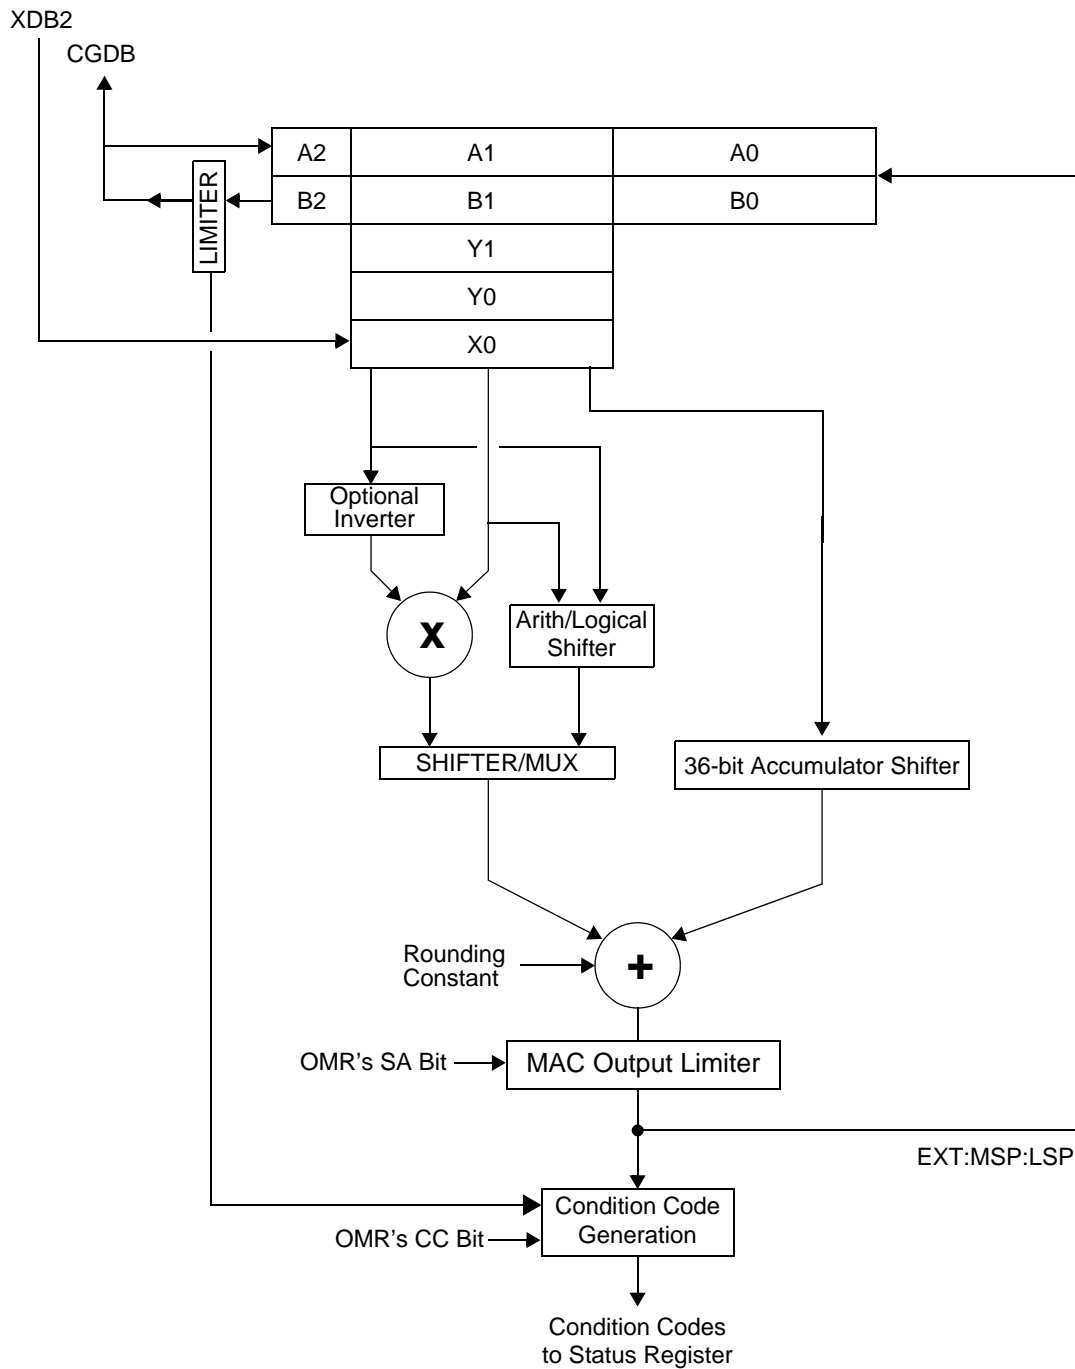 XDB2
CGDB
A2
A1
A0
LIMITER
B2
B1
B0
Y1
Y0
X0
Optional
Inverter
X
Arith/Logical
Shifter
SHIFTER/MUX
36-bit Accumulator Shifter
Rounding
Constant
+
OMR's SA Bit
MAC Output Limiter
EXT:MSP:LSP
Condition Code
Generation
OMR's CC Bit
Condition Codes
to Status Register